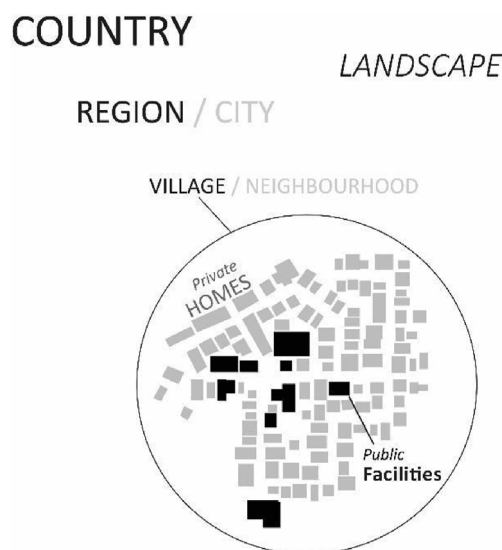 COUNTRY
LANDSCAPE
REGION / CITY
VILLAGE / NEIGHBOURHOOD
Private
HOMES
Public
Facilities